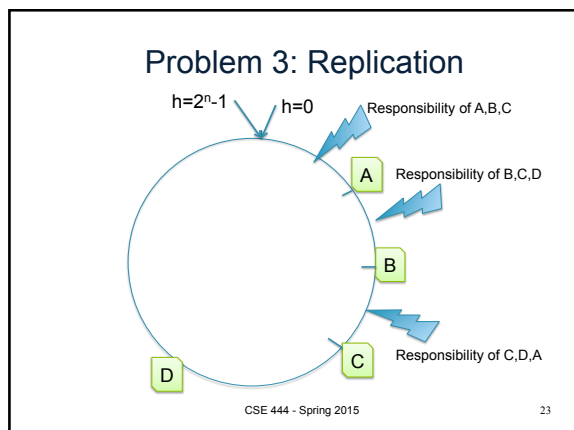 Problem 3: Replication
h=2ⁿ-1
h=0
Responsibility of A,B,C
A
Responsibility of B,C,D
B
Responsibility of C,D,A
C
D
CSE 444 - Spring 2015
23